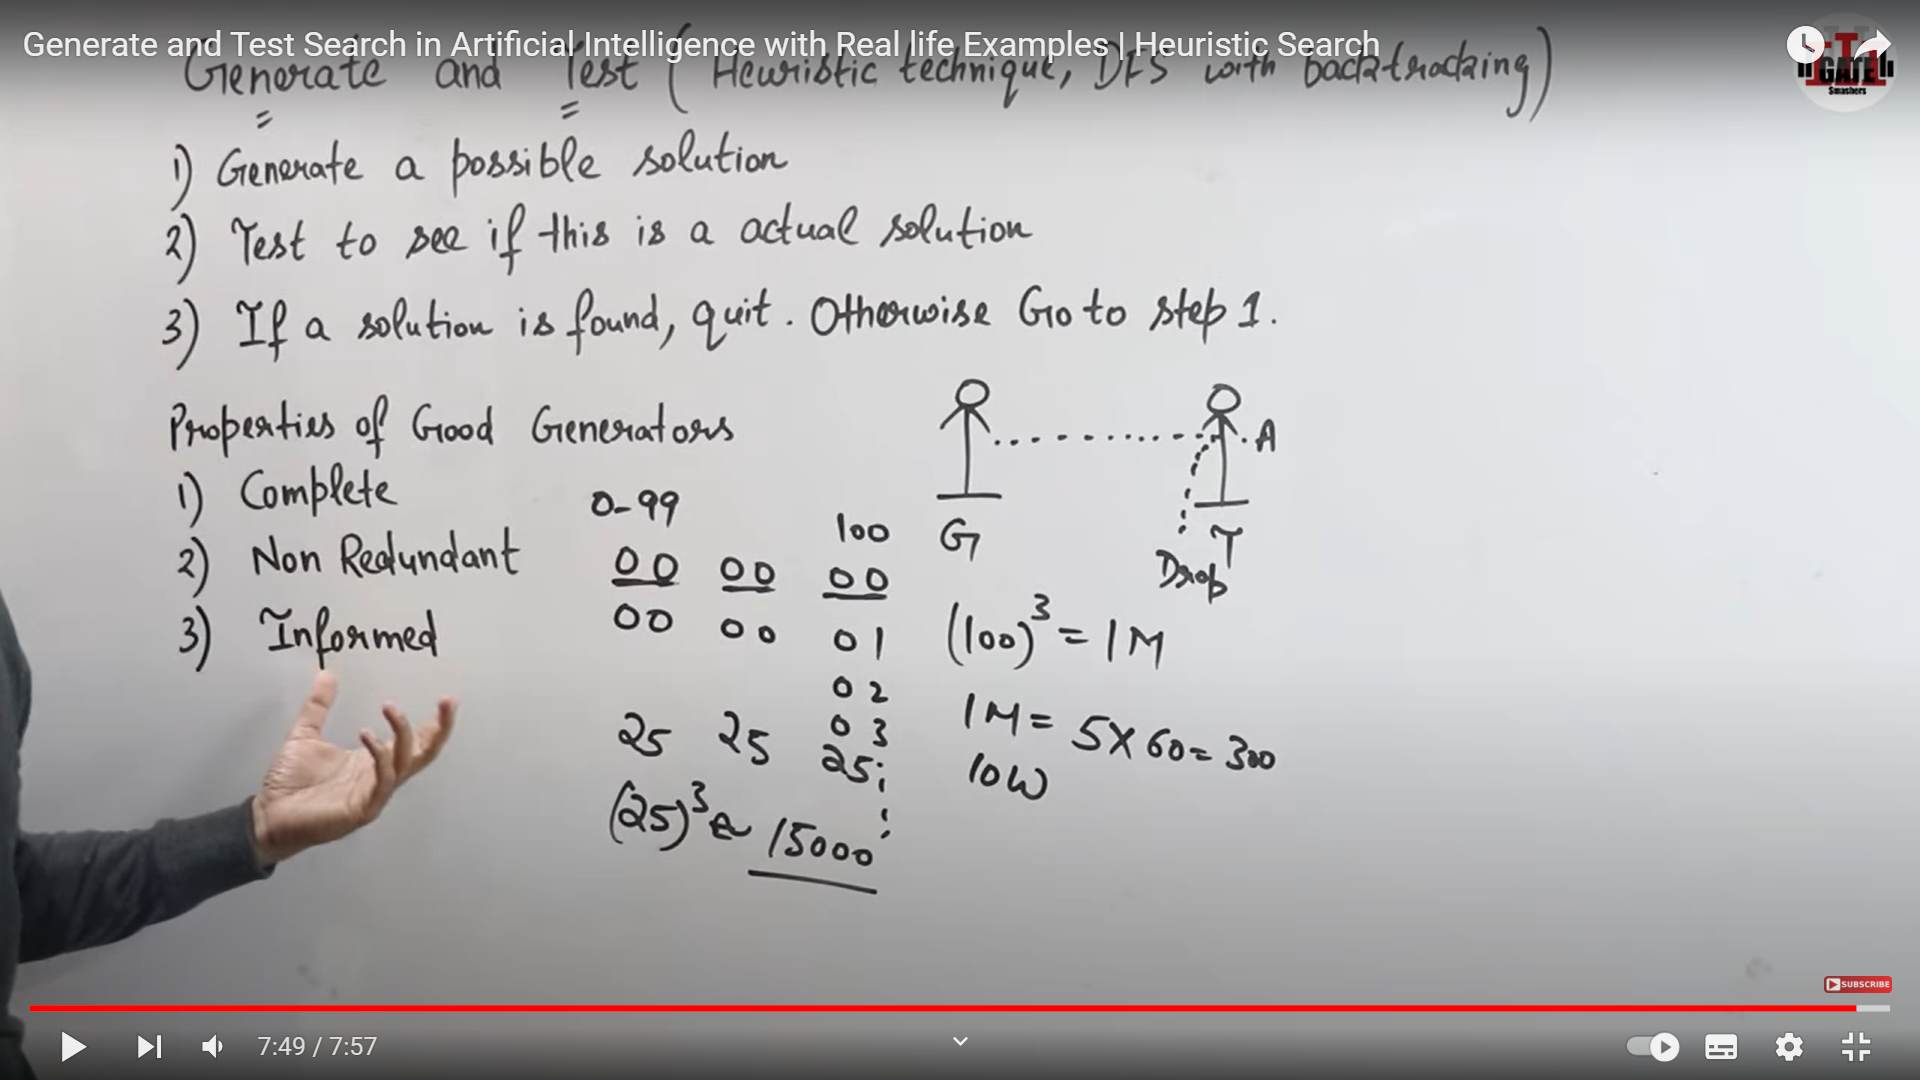 Generate and Test Search in Artificial Intelligence with Real life Examples | Heuristic Search
GATE
Smashers
Generate and Test (Heuristic technique, DFS with backtracking)
1) Generate a possible solution
2) Test to see if this is a actual solution
3) If a solution is found, quit. Otherwise Go to step 1.
Properties of Good Generators
1) Complete
2) Non Redundant
3) Informed
0-99
100
00 00 00
00 00 01
02
03
25 25 25
(25)³ ≈ 15000
G
T
. A
Drop
(100)³ = 1M
1M = 5X60=300
10W
SUBSCRIBE
7:49 / 7:57